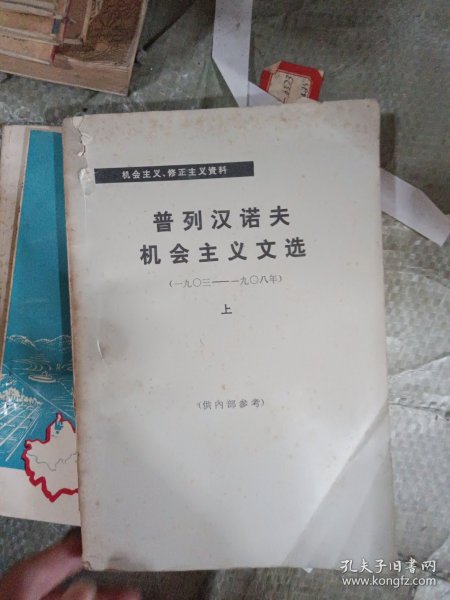 机会主义、修正主义資料
普列汉诺夫
机会主义文选
(一九〇三——一九〇八年)
上
(供内部参考)
孔夫子旧书网
www.kongfz.com